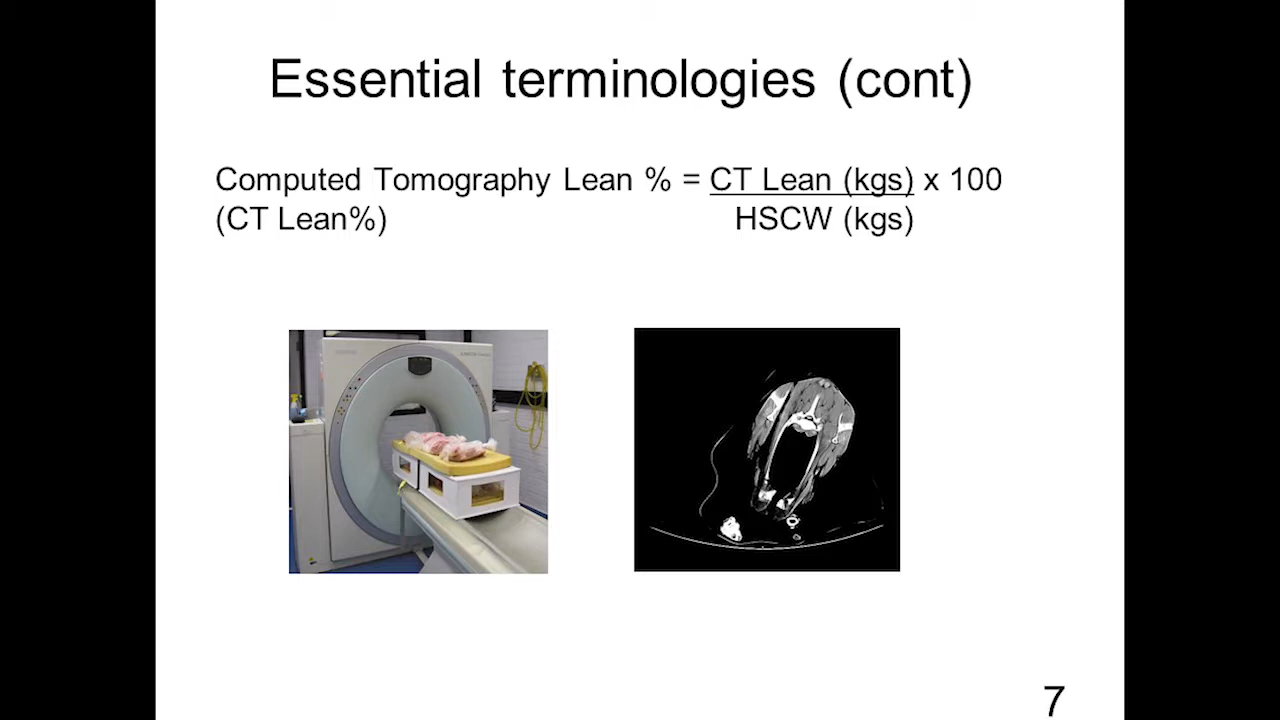 Essential terminologies (cont)
Computed Tomography Lean % = CT Lean (kgs) x 100
(CT Lean%) HSCW (kgs)
7